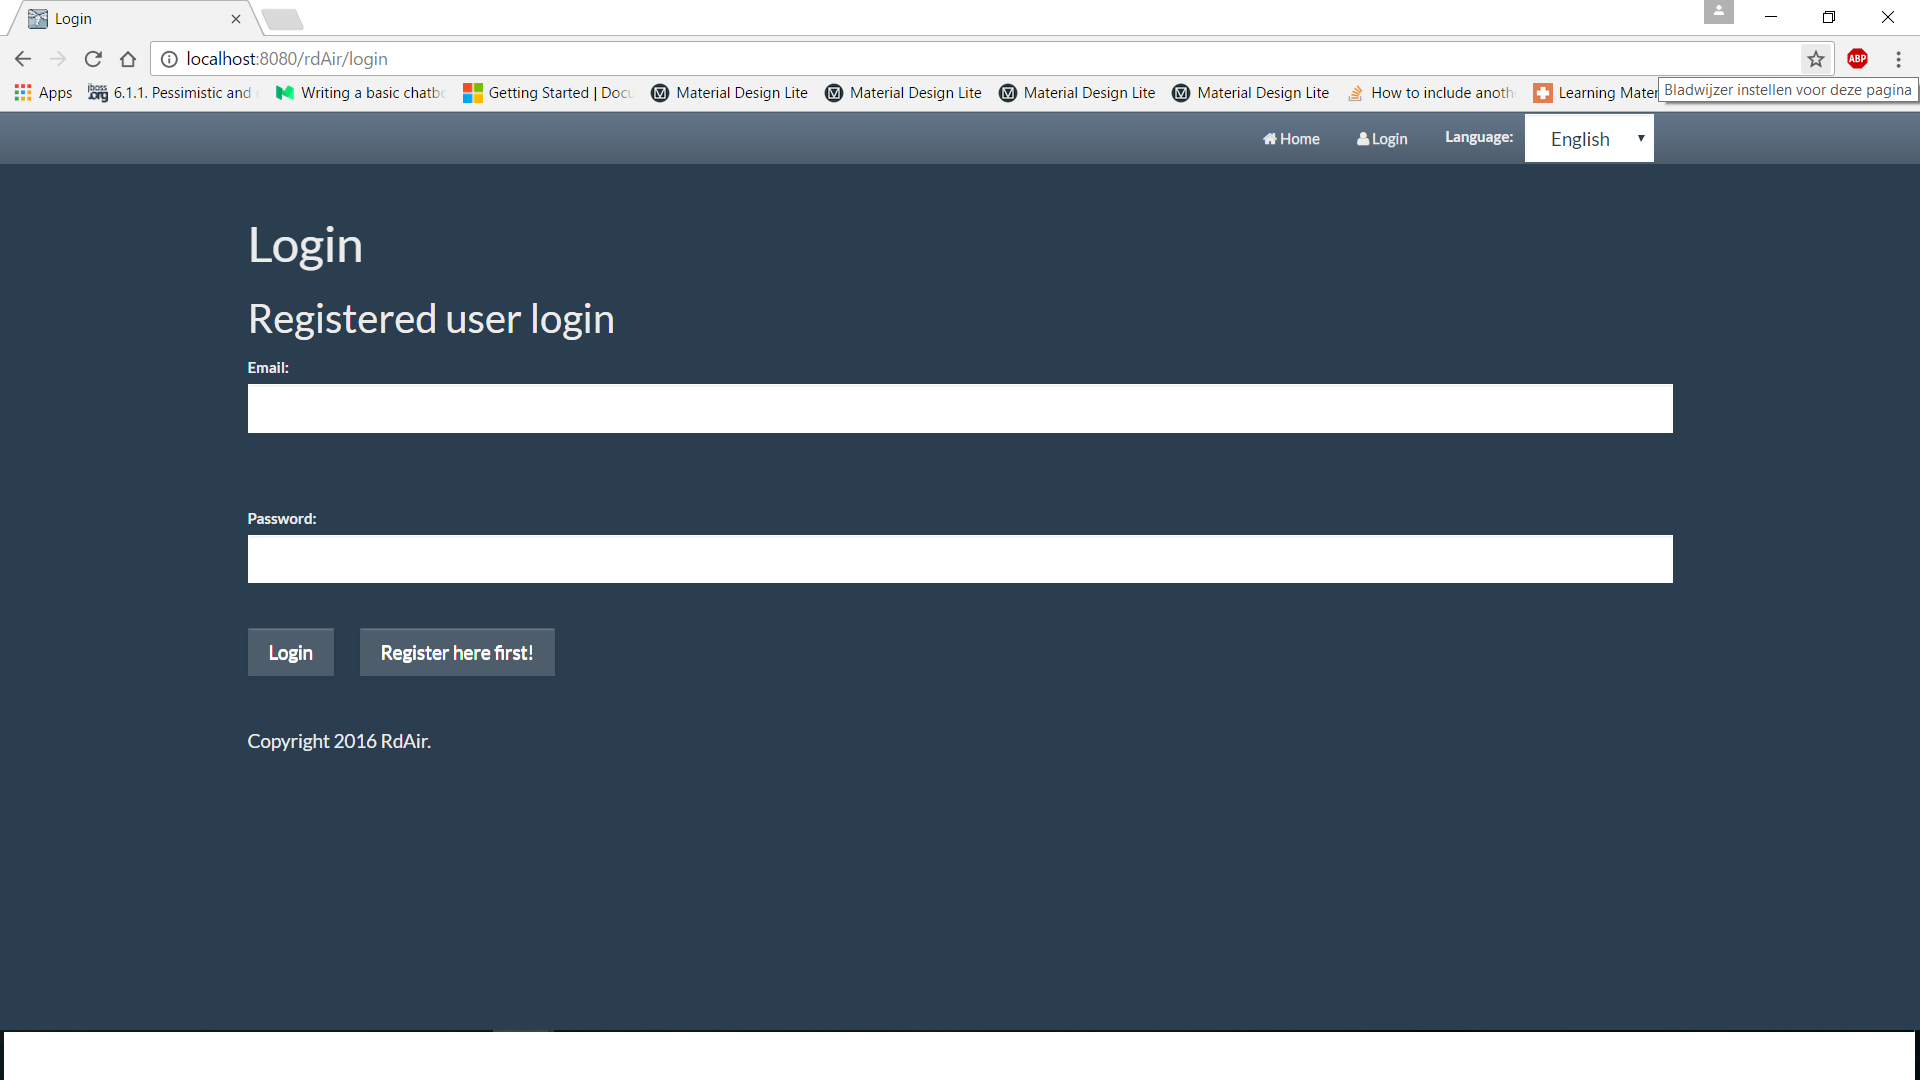 Login
localhost:8080/rdAir/login
ABP
Apps
jboss .org 6.1.1. Pessimistic and
Writing a basic chatbo
Getting Started | Docu
Material Design Lite
Material Design Lite
Material Design Lite
Material Design Lite
How to include anoth
Learning Mater
Bladwijzer instellen voor deze pagina
Home
Login
Language:
English
Login
Registered user login
Email:
Password:
Login
Register here first!
Copyright 2016 RdAir.